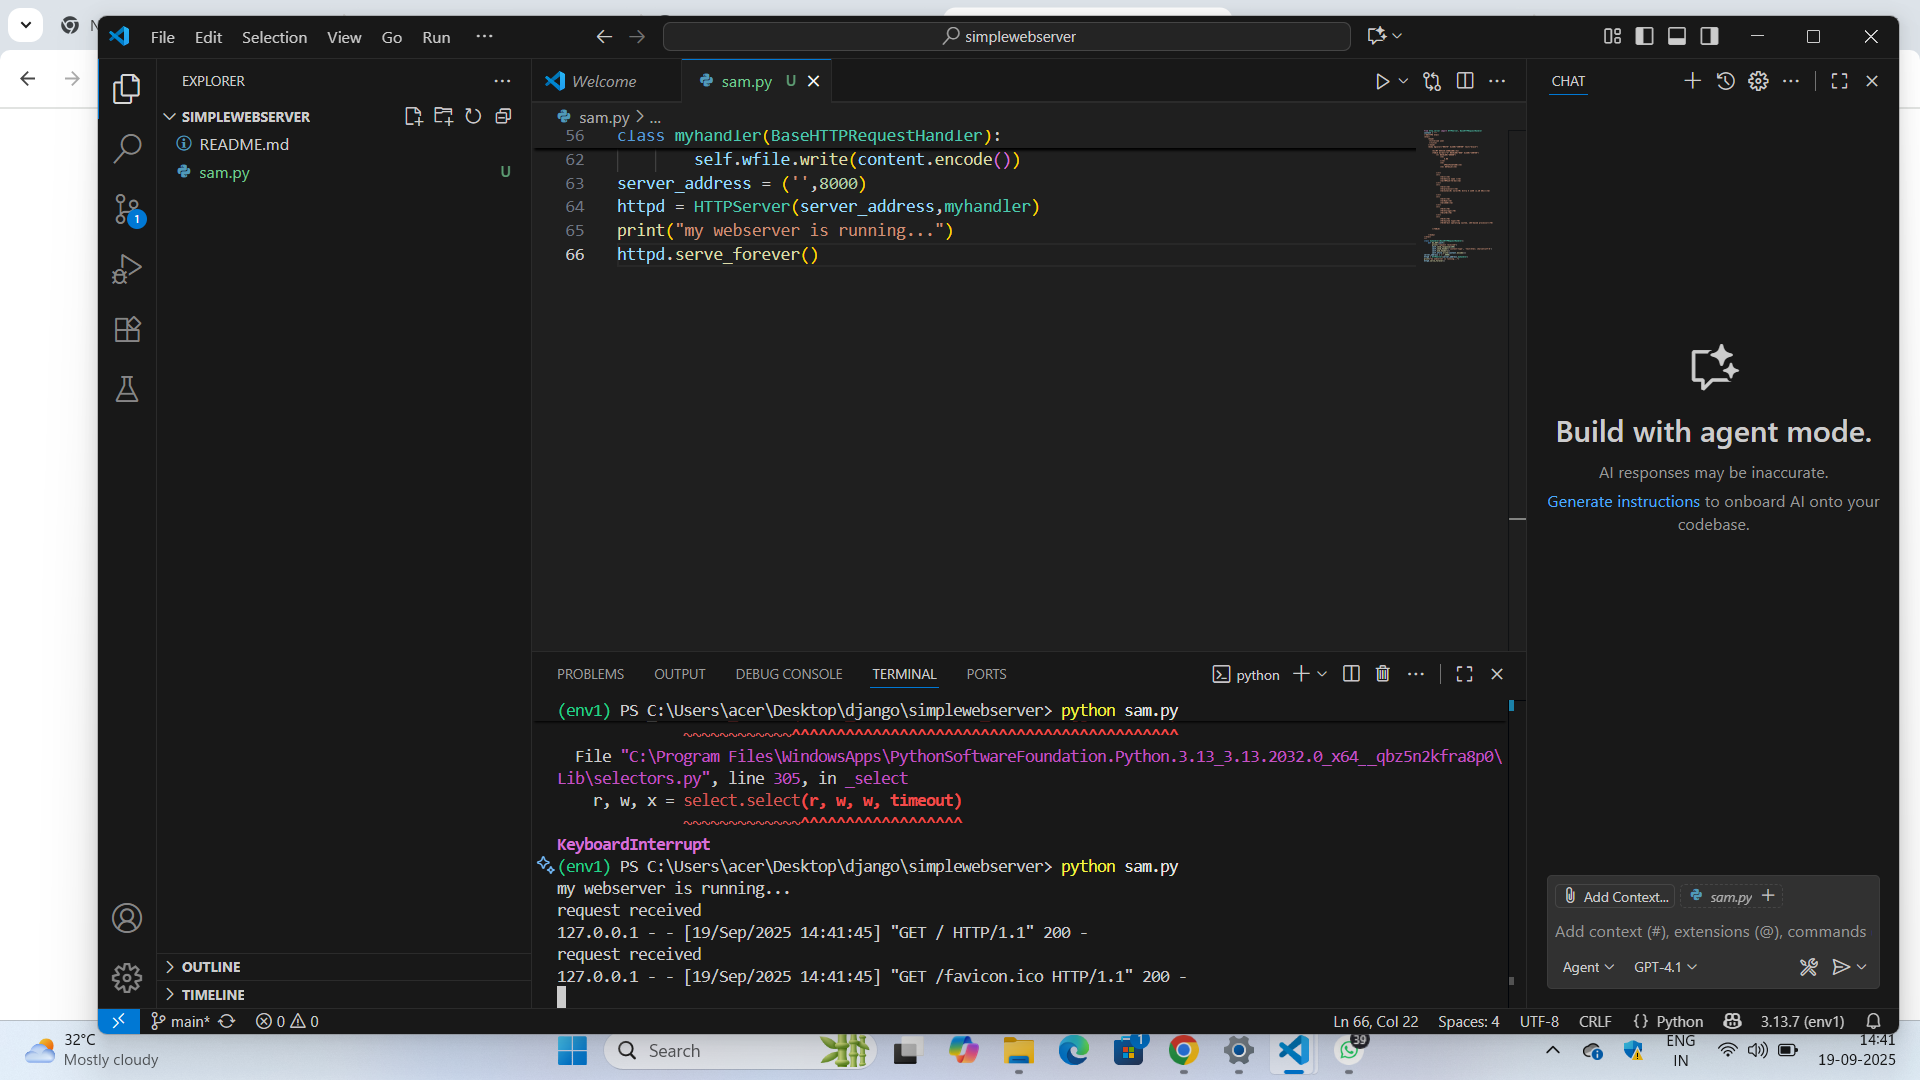 File Edit Selection View Go Run ...
simplewebserver
EXPLORER
SIMPLEWEBSERVER
README.md
sam.py U
OUTLINE
TIMELINE
Welcome
sam.py U
sam.py > ...
56 class myhandler(BaseHTTPRequestHandler):
62 self.wfile.write(content.encode())
63 server_address = ('',8000)
64 httpd = HTTPServer(server_address,myhandler)
65 print("my webserver is running...")
66 httpd.serve_forever()
PROBLEMS OUTPUT DEBUG CONSOLE TERMINAL PORTS
python
(env1) PS C:\Users\acer\Desktop\django\simplewebserver> python sam.py
~~~~~~~~~~~~^^^^^^^^^^^^^^^^^^^^^^^^^^^^^^^^^^^^^^^^^^^
File "C:\Program Files\WindowsApps\PythonSoftwareFoundation.Python.3.13_3.13.2032.0_x64__qbz5n2kfra8p0\
Lib\selectors.py", line 305, in _select
r, w, x = select.select(r, w, w, timeout)
~~~~~~~~~~~~~^^^^^^^^^^^^^^^^^^
KeyboardInterrupt
(env1) PS C:\Users\acer\Desktop\django\simplewebserver> python sam.py
my webserver is running...
request received
127.0.0.1 - - [19/Sep/2025 14:41:45] "GET / HTTP/1.1" 200 -
request received
127.0.0.1 - - [19/Sep/2025 14:41:45] "GET /favicon.ico HTTP/1.1" 200 -
CHAT
Build with agent mode.
AI responses may be inaccurate.
Generate instructions to onboard AI onto your
codebase.
Add Context... sam.py
Add context (#), extensions (@), commands
Agent GPT-4.1
1
main* 0 0
Ln 66, Col 22 Spaces: 4 UTF-8 CRLF {} Python 3.13.7 (env1)
32°C
Mostly cloudy
Search
1
39
ENG
IN
14:41
19-09-2025